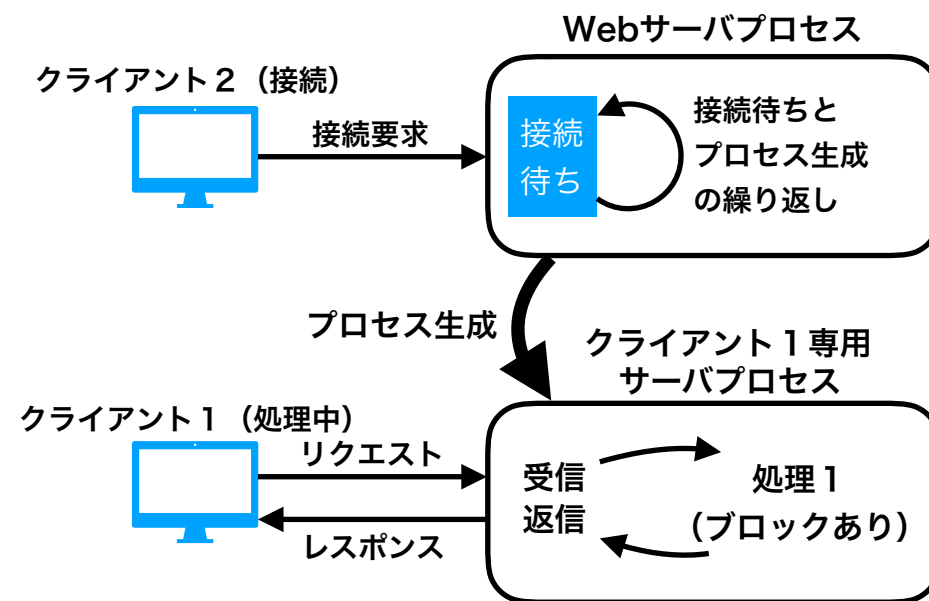 Webサーバプロセス
クライアント２（接続）
接続要求
接続
待ち
接続待ちと
プロセス生成
の繰り返し
プロセス生成
クライアント１専用
サーバプロセス
クライアント１（処理中）
リクエスト
レスポンス
受信
返信
処理１
（ブロックあり）